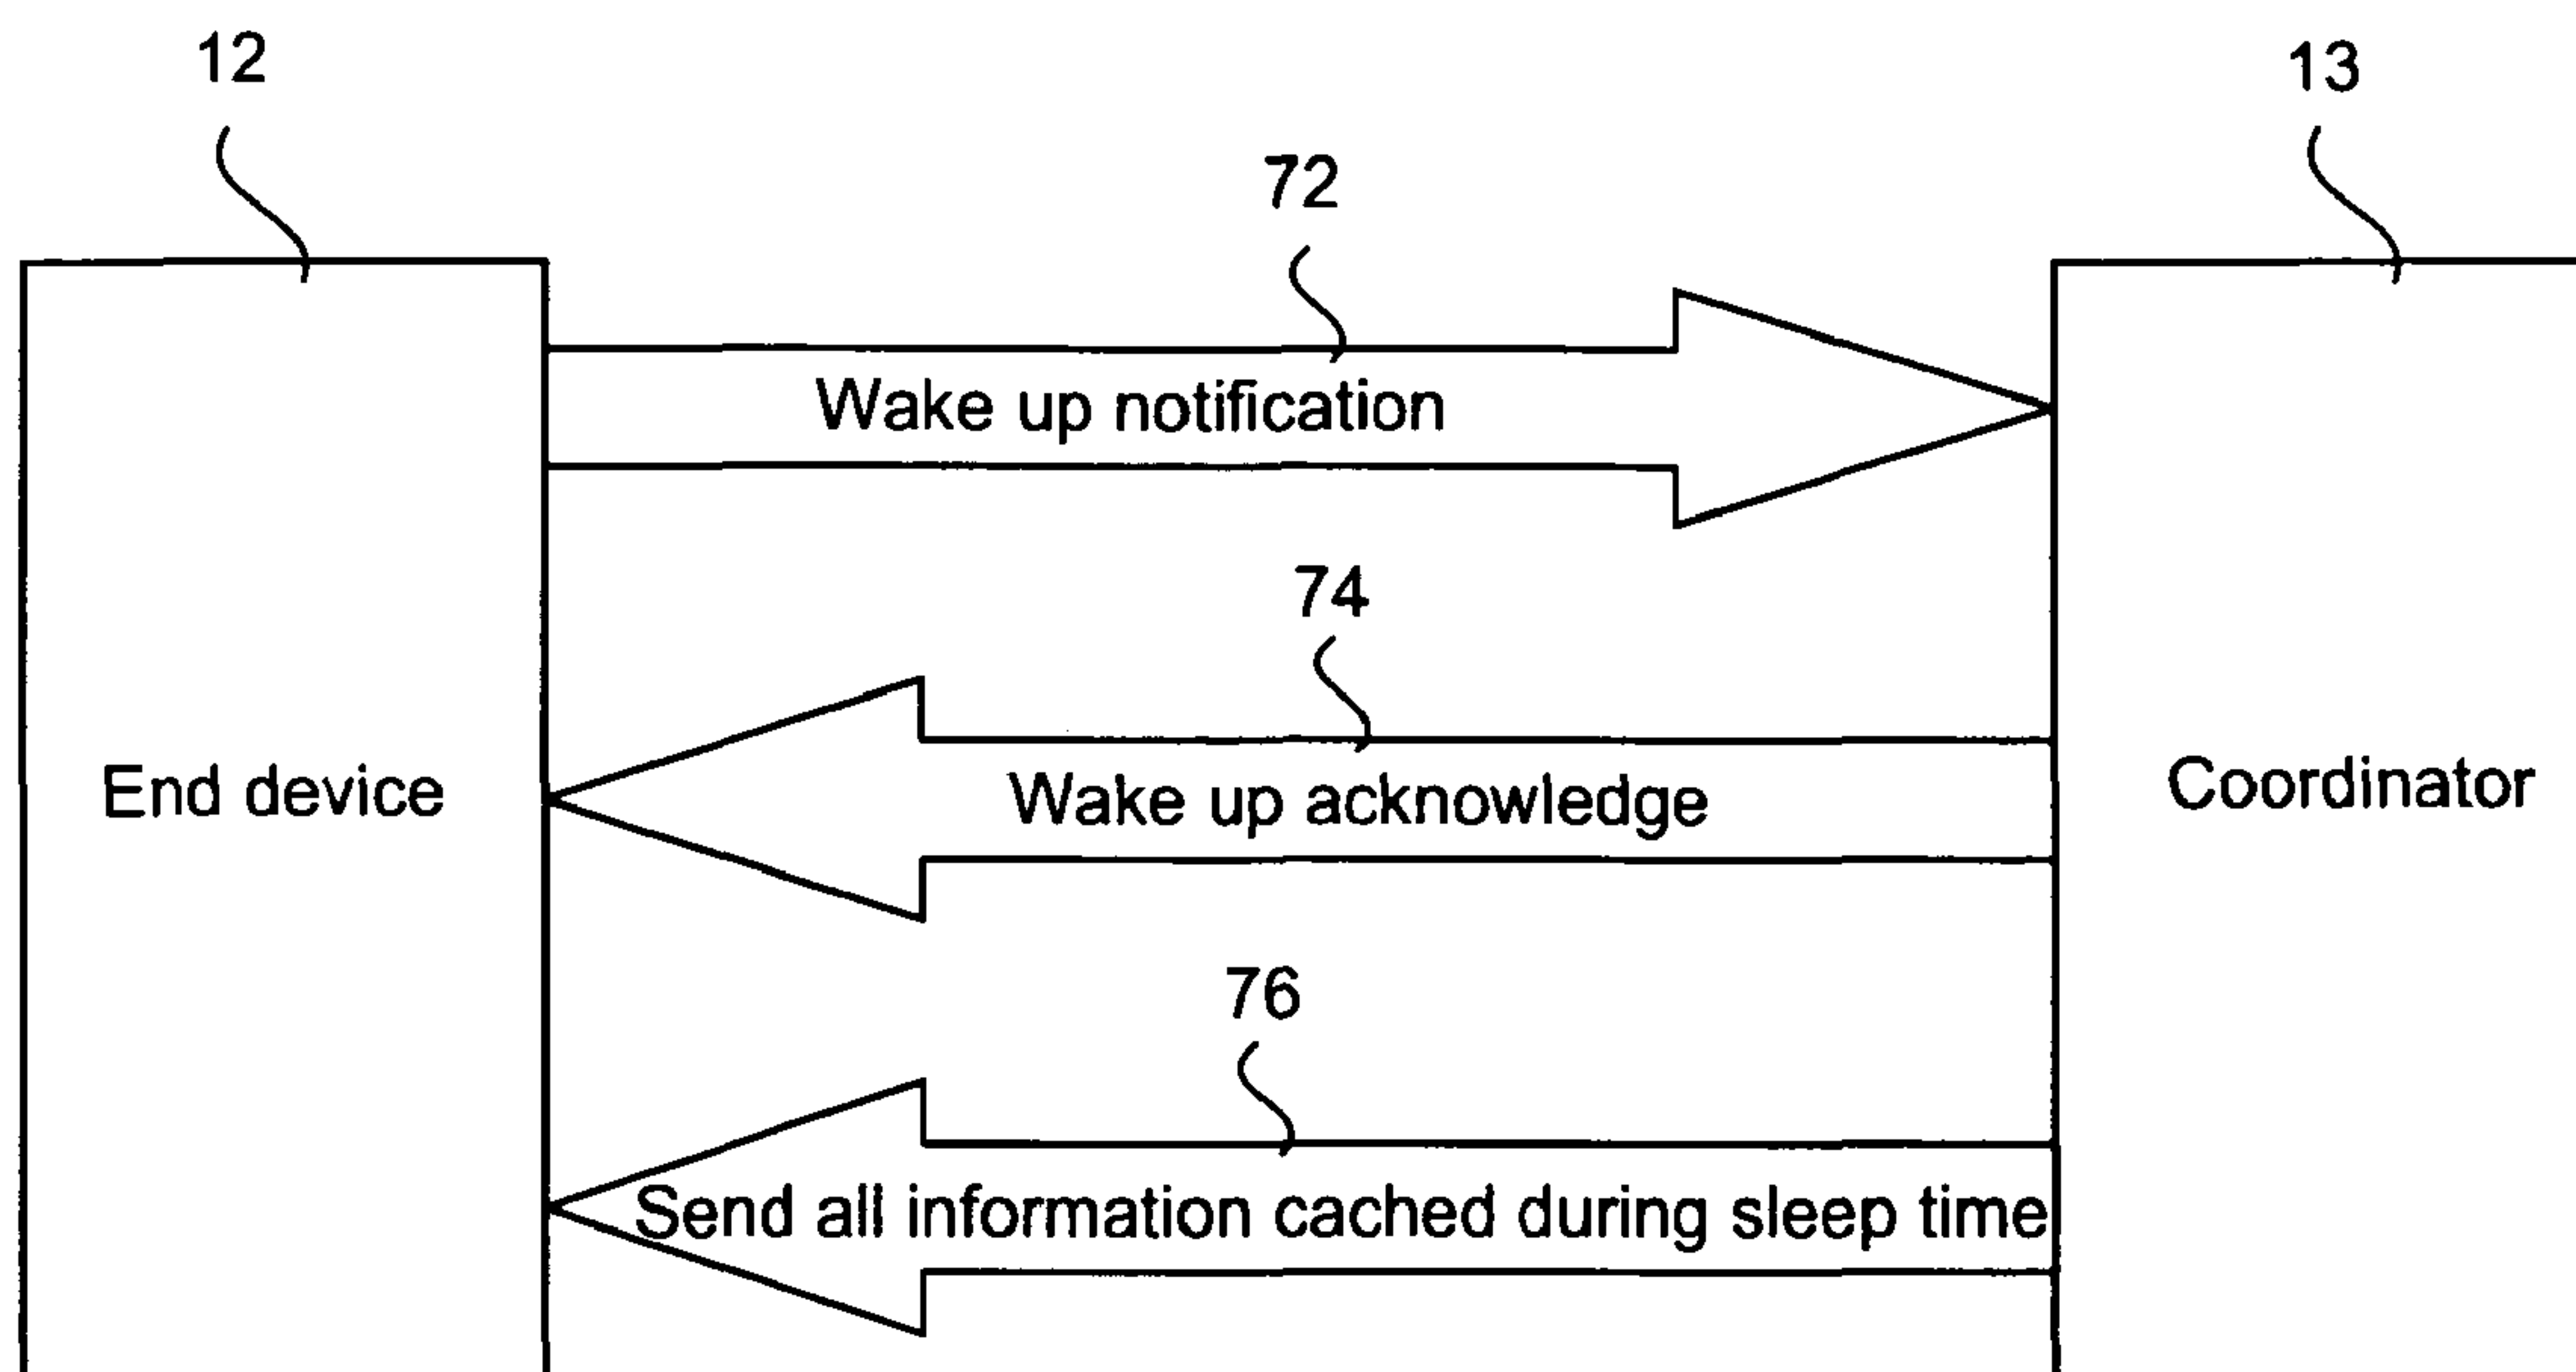 12
13
72
Wake up notification
74
End device
Wake up acknowledge
Coordinator
76
Send all information cached during sleep time